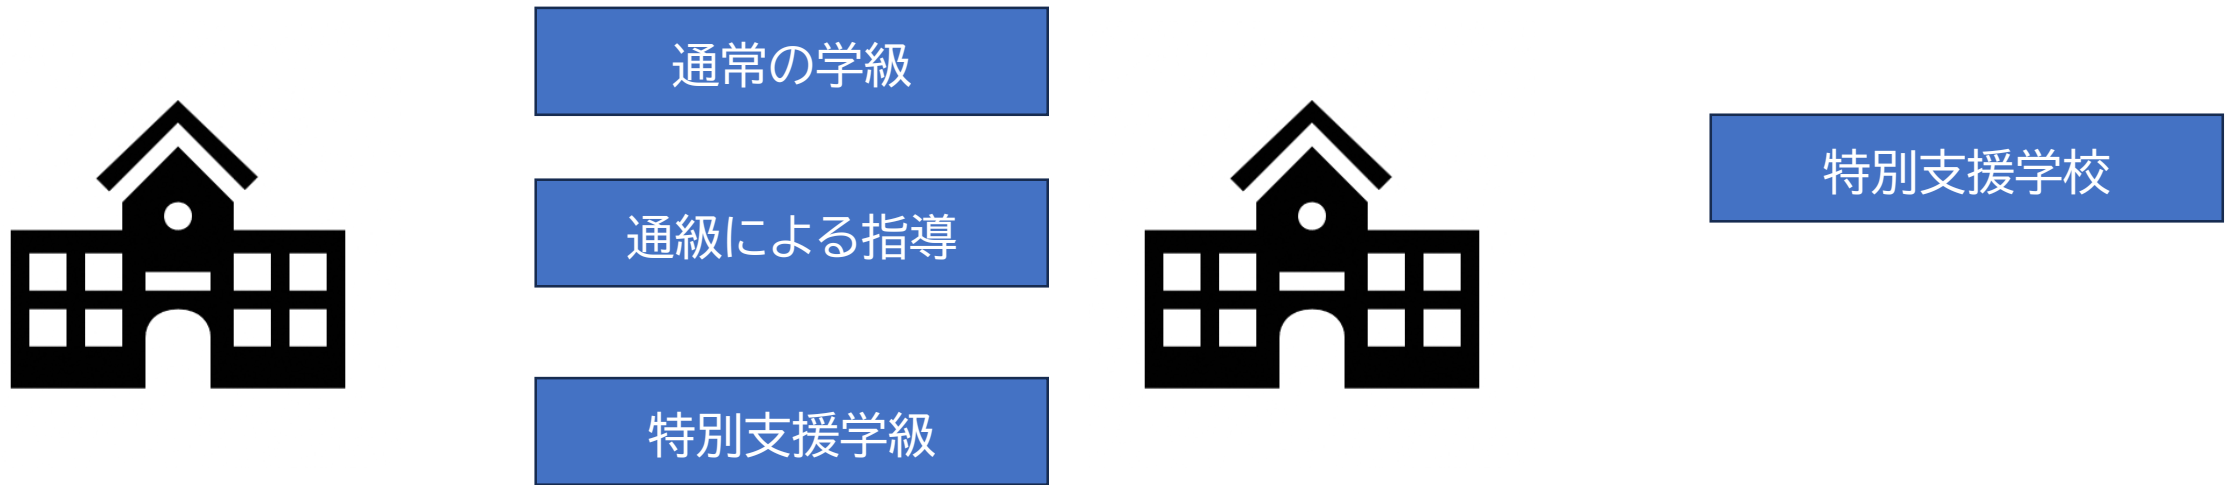 通常の学級
通級による指導
特別支援学級
特別支援学校